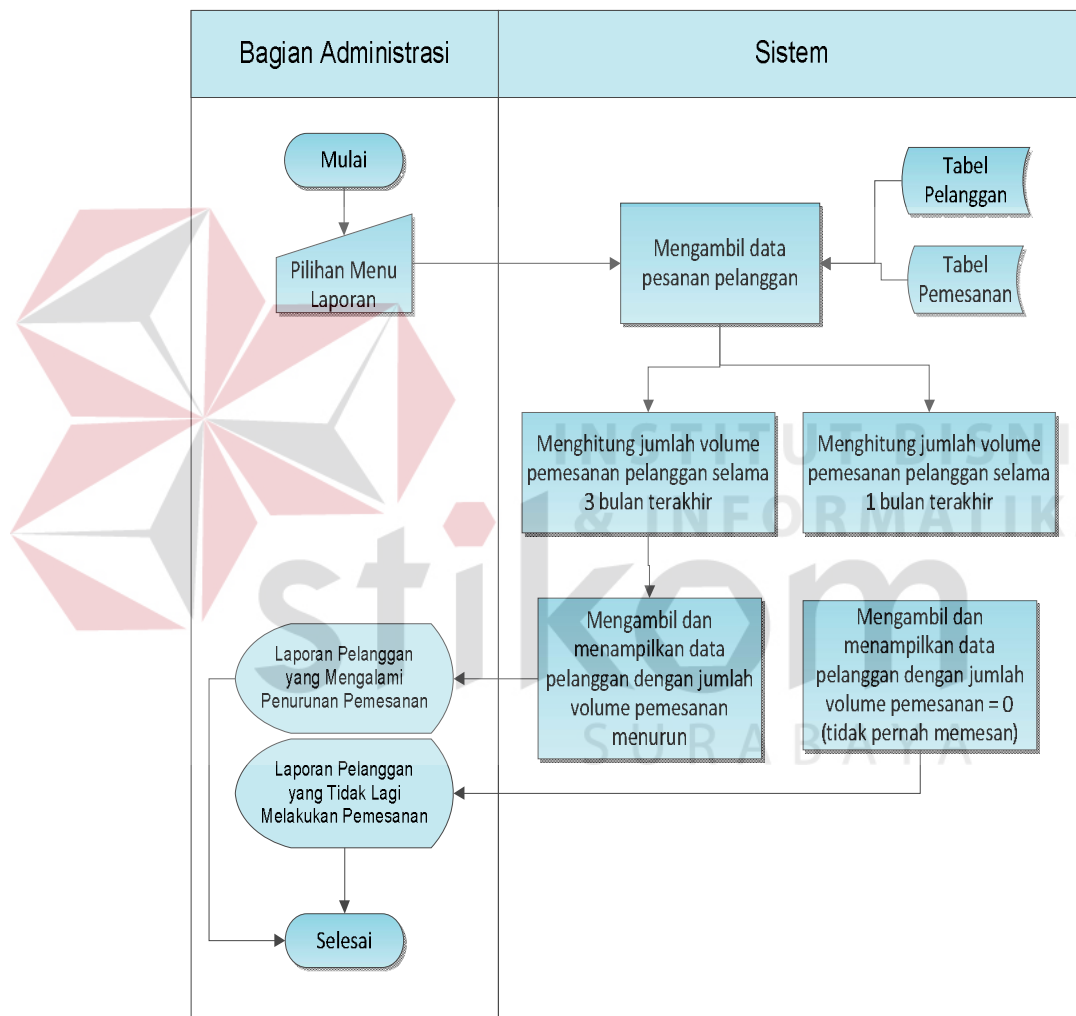 Bagian Administrasi
Sistem
Mulai
Pilihan Menu
Laporan
Mengambil data
pesanan pelanggan
Tabel
Pelanggan
Tabel
Pemesanan
Menghitung jumlah volume
pemesanan pelanggan selama
3 bulan terakhir
Menghitung jumlah volume
pemesanan pelanggan selama
1 bulan terakhir
Mengambil dan
menampilkan data
pelanggan dengan jumlah
volume pemesanan
menurun
Mengambil dan
menampilkan data
pelanggan dengan jumlah
volume pemesanan = 0
(tidak pernah memesan)
Laporan Pelanggan
yang Mengalami
Penurunan Pemesanan
Laporan Pelanggan
yang Tidak Lagi
Melakukan Pemesanan
Selesai
INSTITUT BISNI
& INFORMATIK
stikom
SURABAYA